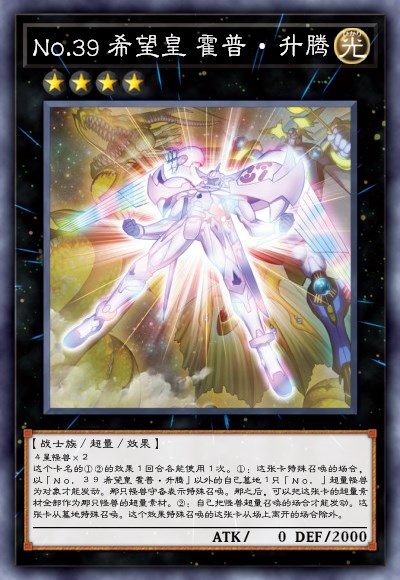 No.39 希望皇 霍普·升腾
光
ひかり
【战士族/超量/效果】
4星怪兽×2
这个卡名的①②的效果1回合各能使用1次。①:这张卡特殊召唤的场合,
以「No.39 希望皇 霍普·升腾」以外的自己墓地1只「No.」超量怪兽
为对象才能发动。那只怪兽守备表示特殊召唤。那之后,可以把这张卡的超量素
材全部作为那只怪兽的超量素材。②:自己把怪兽超量召唤的场合才能发动。这
张卡从墓地特殊召唤。这个效果特殊召唤的这张卡从场上离开的场合除外。
ATK/ 0 DEF/2000